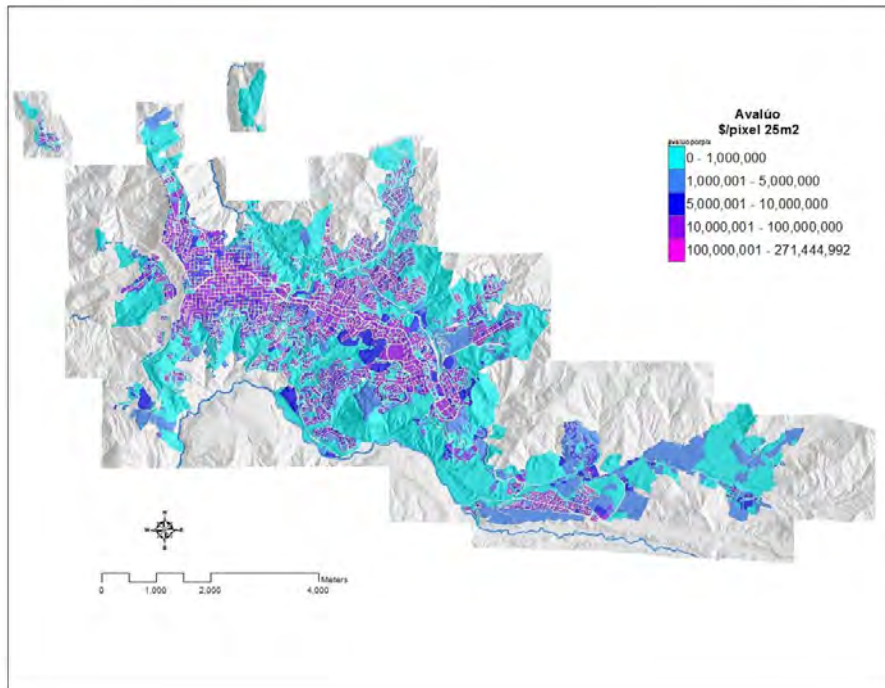 Avalúo
$/pixel 25m2
avaluoporpix
0 - 1,000,000
1,000,001 - 5,000,000
5,000,001 - 10,000,000
10,000,001 - 100,000,000
100,000,001 - 271,444,992
N
W E
S
Meters
0 1,000 2,000 4,000